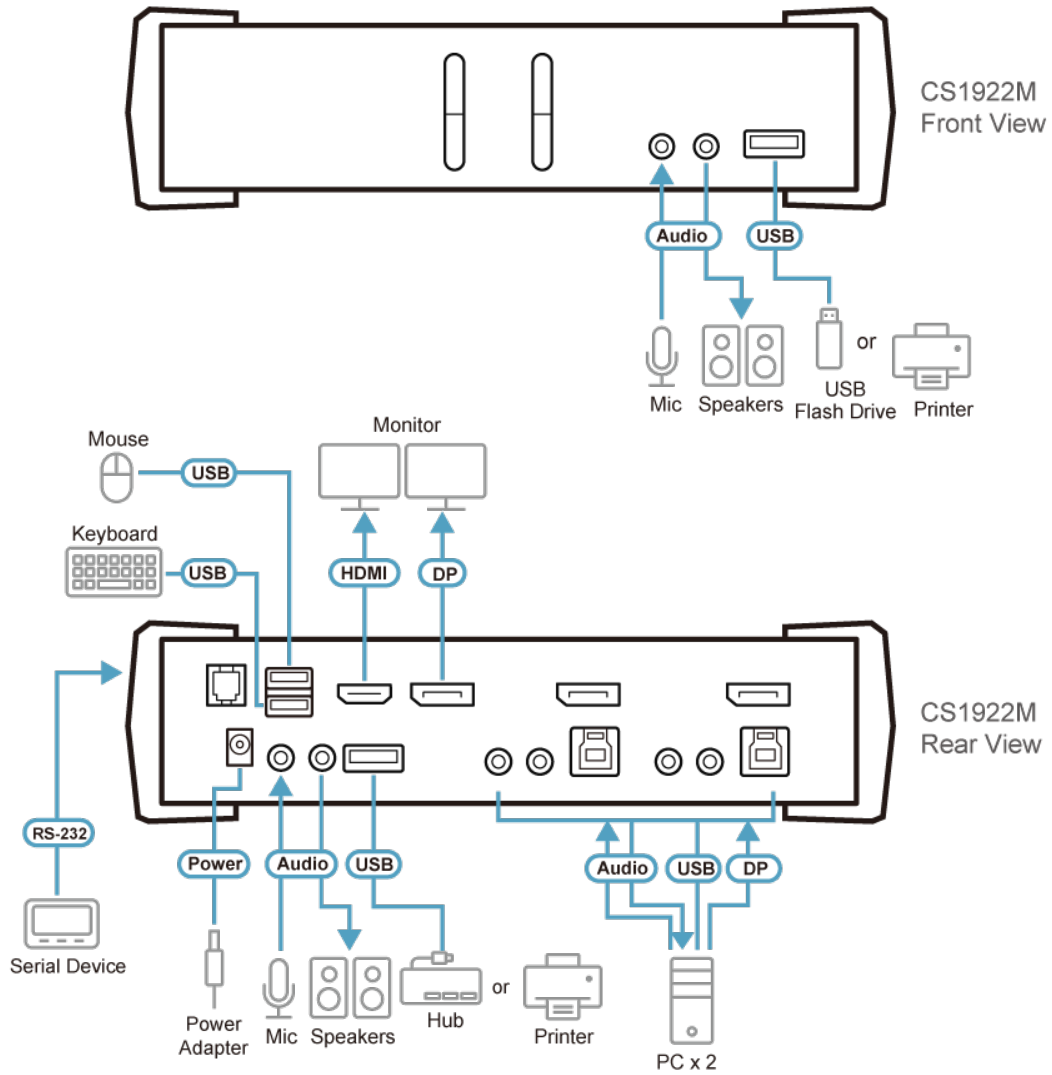 CS1922M
Front View
Audio
USB
Mic
Speakers
USB
Flash Drive
or
Printer
Mouse
USB
Monitor
Keyboard
USB
HDMI
DP
CS1922M
Rear View
RS-232
Power
Audio
USB
Audio
USB
DP
Serial Device
Power
Adapter
Mic
Speakers
Hub
or
Printer
PC x 2